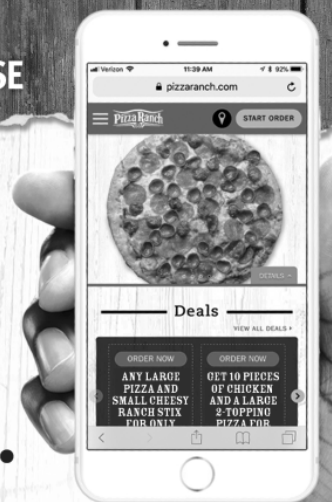 SE
Verizon 11:39 AM 92%
pizzaranch.com
Pizza Ranch
START ORDER
DETAILS
Deals
VIEW ALL DEALS
ORDER NOW
ANY LARGE
PIZZA AND
SMALL CHEESY
RANCH STIX
FOR ONLY
ORDER NOW
GET 10 PIECES
OF CHICKEN
AND A LARGE
2-TOPPING
PIZZA FOR